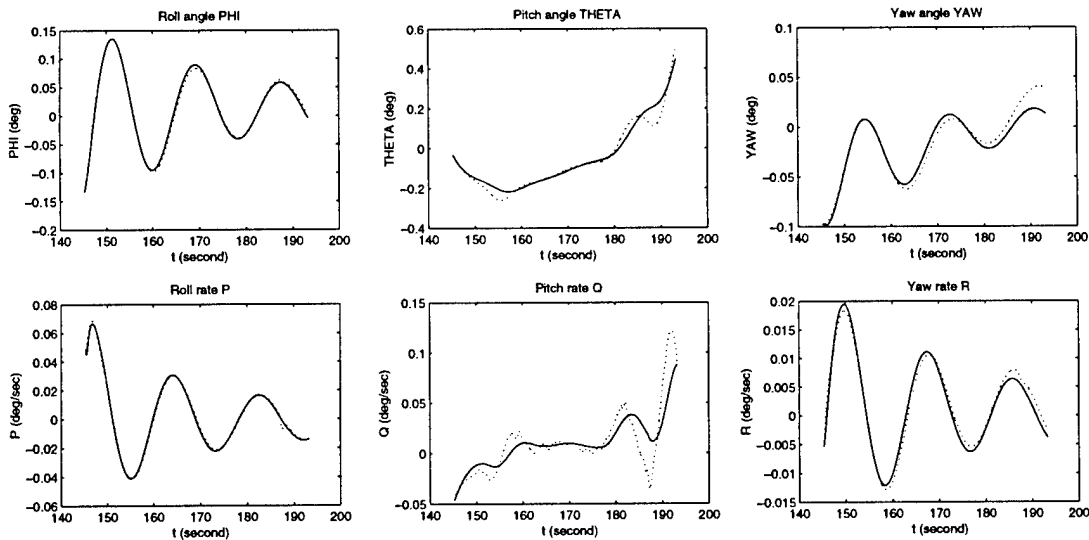 Roll angle PHI
Pitch angle THETA
Yaw angle YAW
0.15
0.1
0.05
0
−0.05
−0.1
−0.15
−0.2
PHI (deg)
140 150 160 170 180 190 200
t (second)
0.6
0.4
0.2
0
−0.2
−0.4
THETA (deg)
140 150 160 170 180 190 200
t (second)
0.1
0.05
0
−0.05
−0.1
YAW (deg)
140 150 160 170 180 190 200
t (second)
Roll rate P
Pitch rate Q
Yaw rate R
0.08
0.06
0.04
0.02
0
−0.02
−0.04
−0.06
P (deg/sec)
140 150 160 170 180 190 200
t (second)
0.15
0.1
0.05
0
−0.05
Q (deg/sec)
140 150 160 170 180 190 200
t (second)
0.02
0.015
0.01
0.005
0
−0.005
−0.01
−0.015
R (deg/sec)
140 150 160 170 180 190 200
t (second)